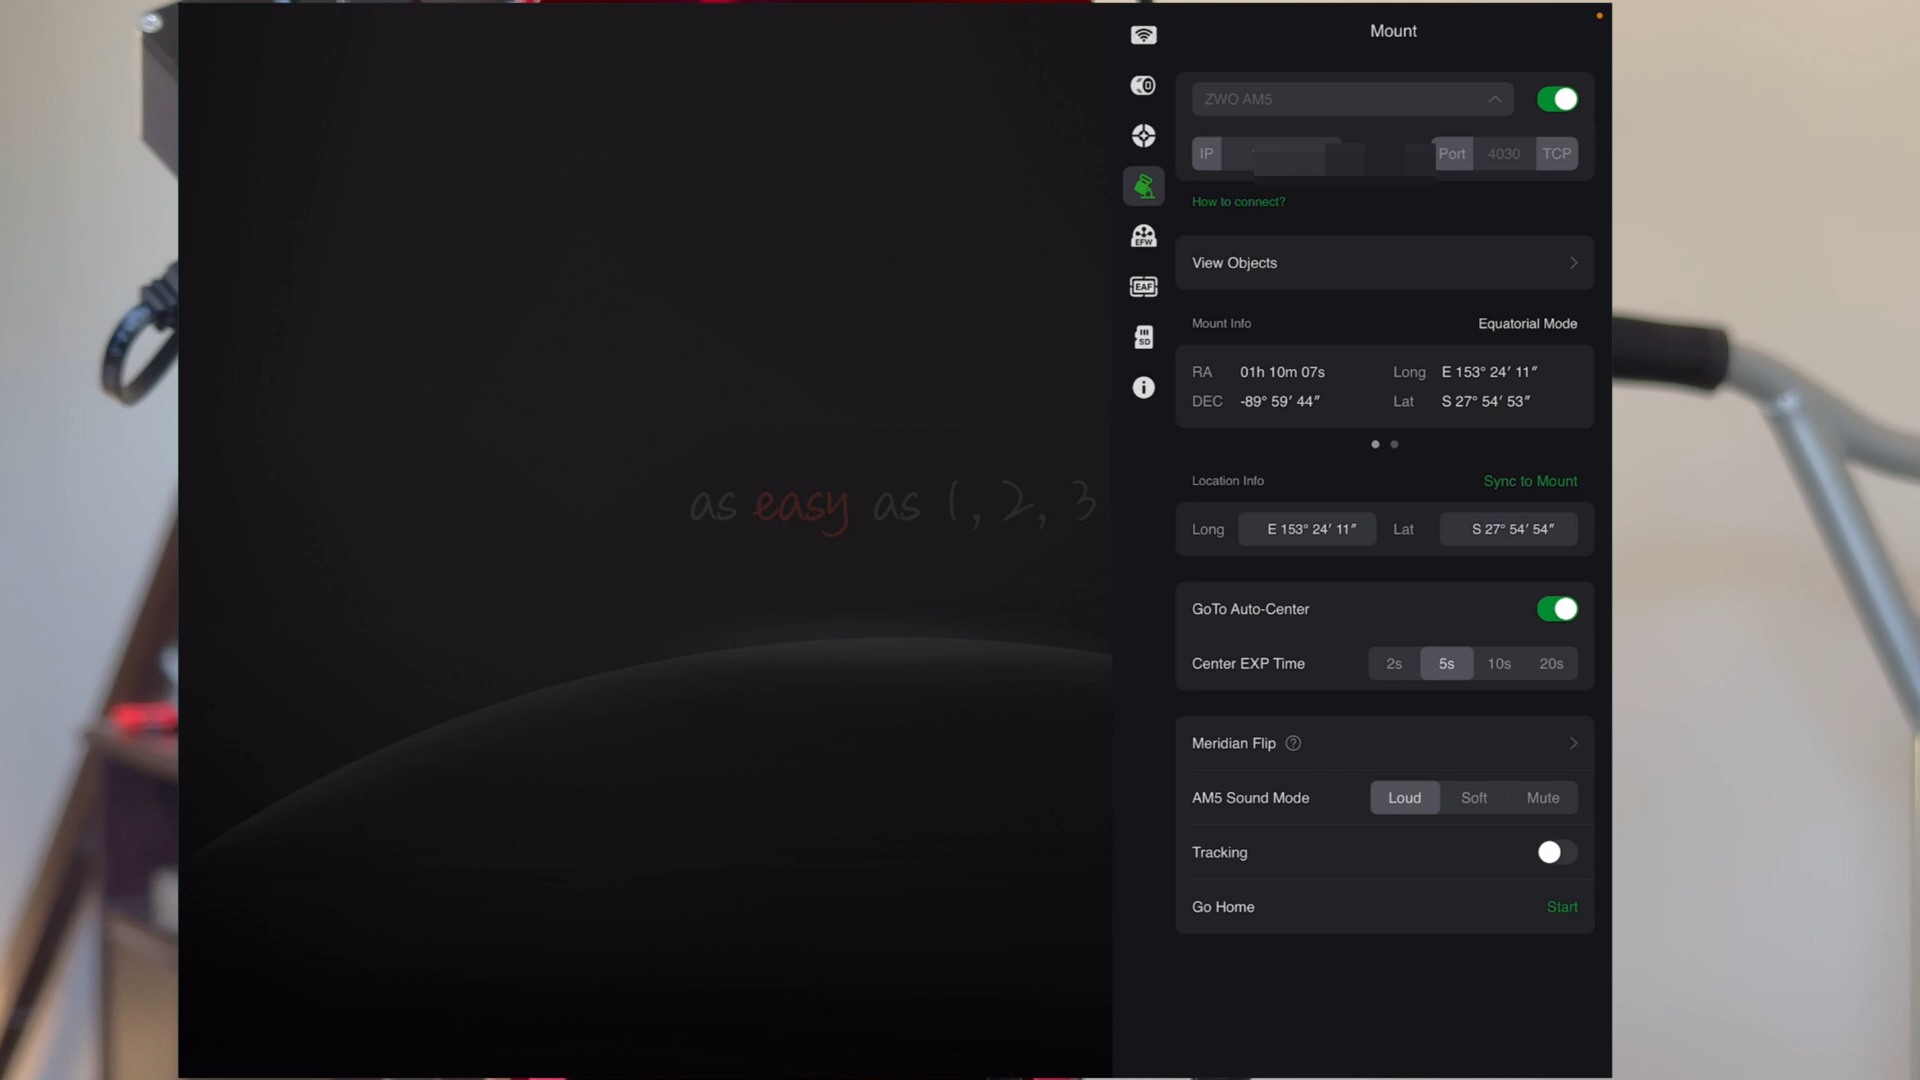 Mount
ZWO AM5
IP Port 4030 TCP
How to connect?
EFW
View Objects
EAF
Mount Info Equatorial Mode
SD
RA 01h 10m 07s Long E 153° 24′ 11″
DEC -89° 59′ 44″ Lat S 27° 54′ 53″
Location Info Sync to Mount
as easy as 1, 2, 3
Long E 153° 24′ 11″ Lat S 27° 54′ 54″
GoTo Auto-Center
Center EXP Time 2s 5s 10s 20s
Meridian Flip ?
AM5 Sound Mode Loud Soft Mute
Tracking
Go Home Start